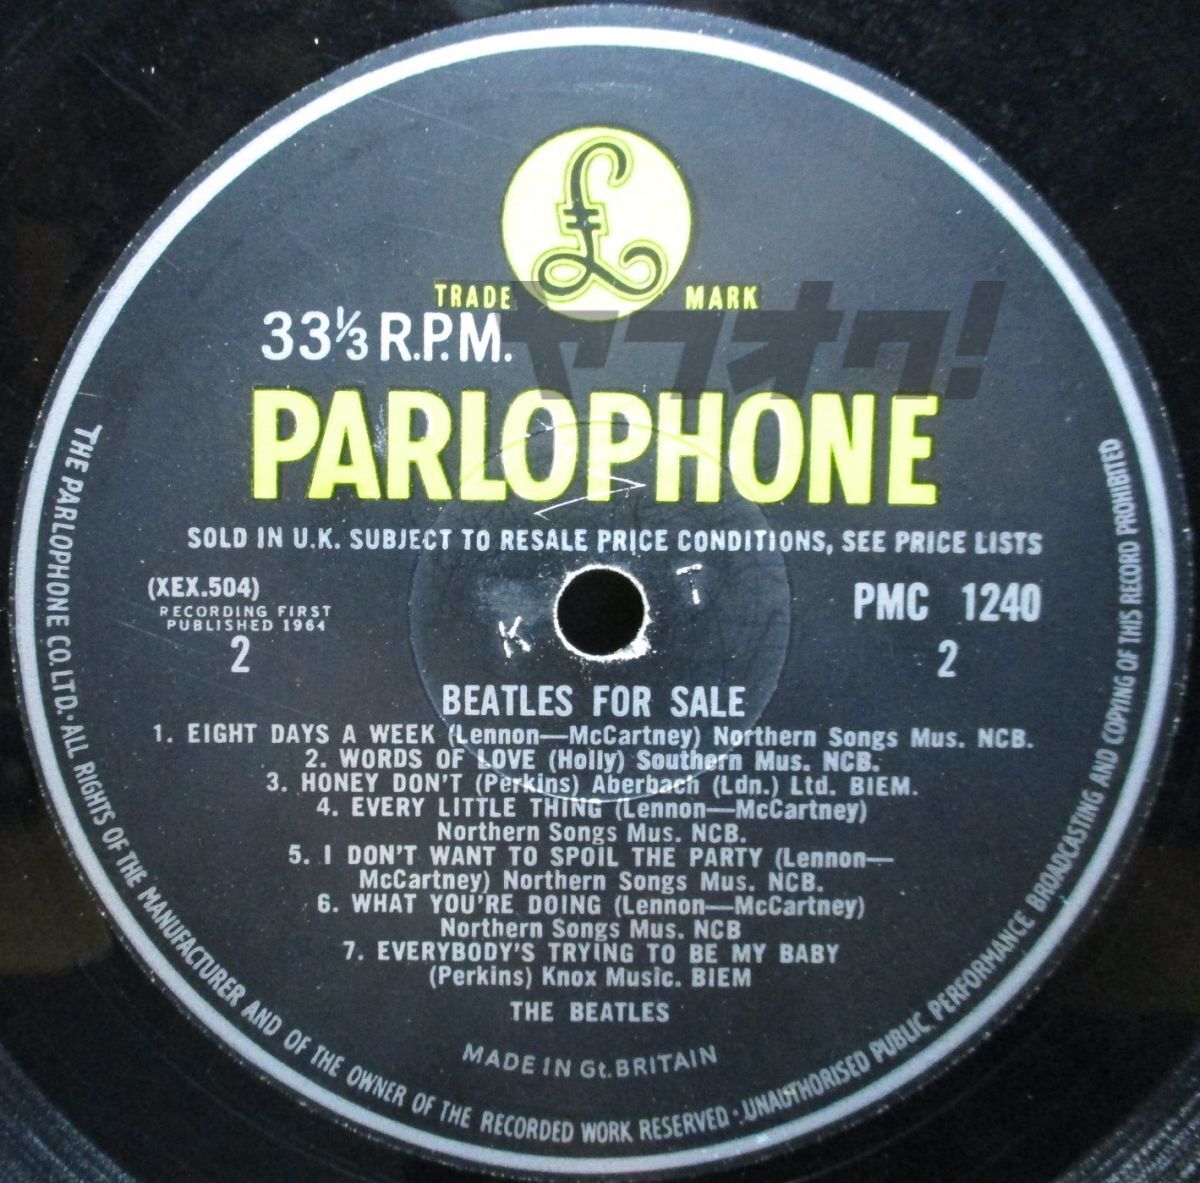 £
TRADE MARK
ヤフオク!
33⅓ R.P.M.
PARLOPHONE
SOLD IN U.K. SUBJECT TO RESALE PRICE CONDITIONS, SEE PRICE LISTS
(XEX.504)
RECORDING FIRST
PUBLISHED 1964
2
PMC 1240
2
K T
BEATLES FOR SALE
1. EIGHT DAYS A WEEK (Lennon—McCartney) Northern Songs Mus. NCB.
2. WORDS OF LOVE (Holly) Southern Mus. NCB.
3. HONEY DON'T (Perkins) Aberbach (Ldn.) Ltd. BIEM.
4. EVERY LITTLE THING (Lennon—McCartney)
Northern Songs Mus. NCB.
5. I DON'T WANT TO SPOIL THE PARTY (Lennon—
McCartney) Northern Songs Mus. NCB.
6. WHAT YOU'RE DOING (Lennon—McCartney)
Northern Songs Mus. NCB
7. EVERYBODY'S TRYING TO BE MY BABY
(Perkins) Knox Music. BIEM
THE BEATLES
MADE IN Gt. BRITAIN
THE PARLOPHONE CO. LTD. · ALL RIGHTS OF THE MANUFACTURER AND OF THE OWNER OF THE RECORDED WORK RESERVED · UNAUTHORISED PUBLIC PERFORMANCE BROADCASTING AND COPYING OF THIS RECORD PROHIBITED